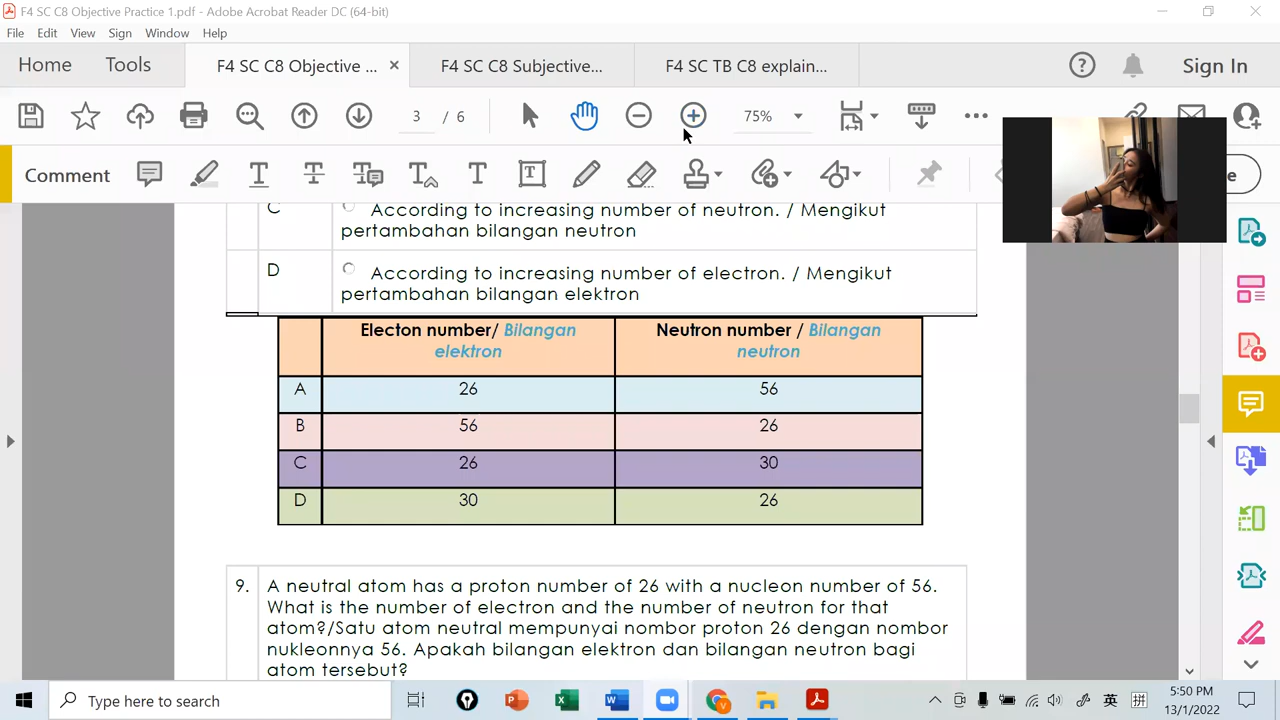 F4 SC C8 Objective Practice 1.pdf - Adobe Acrobat Reader DC (64-bit)
File Edit View Sign Window Help
Home Tools F4 SC C8 Objective ... × F4 SC C8 Subjective... F4 SC TB C8 explain... Sign In
3 / 6 75%
Comment
C According to increasing number of neutron. / Mengikut
pertambahan bilangan neutron
D According to increasing number of electron. / Mengikut
pertambahan bilangan elektron
Electon number/ Bilangan elektron Neutron number / Bilangan neutron
A 26 56
B 56 26
C 26 30
D 30 26
9. A neutral atom has a proton number of 26 with a nucleon number of 56.
What is the number of electron and the number of neutron for that
atom?/Satu atom neutral mempunyai nombor proton 26 dengan nombor
nukleonnya 56. Apakah bilangan elektron dan bilangan neutron bagi
atom tersebut?
Type here to search
英 拼 5:50 PM
13/1/2022